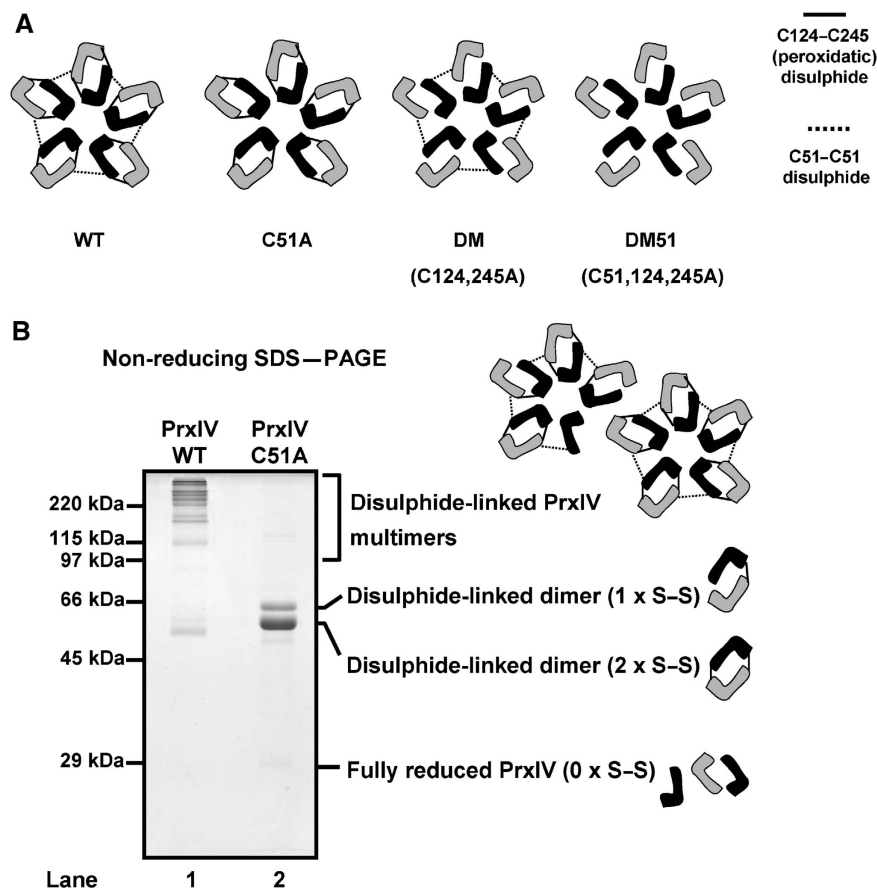 A
C124–C245
(peroxidatic)
disulphide
C51–C51
disulphide
WT
C51A
DM
DM51
(C124,245A)
(C51,124,245A)
B
Non-reducing SDS—PAGE
PrxIV
WT
PrxIV
C51A
220 kDa
115 kDa
97 kDa
66 kDa
45 kDa
29 kDa
Disulphide-linked PrxIV
multimers
Disulphide-linked dimer (1 x S–S)
Disulphide-linked dimer (2 x S–S)
Fully reduced PrxIV (0 x S–S)
Lane 1 2